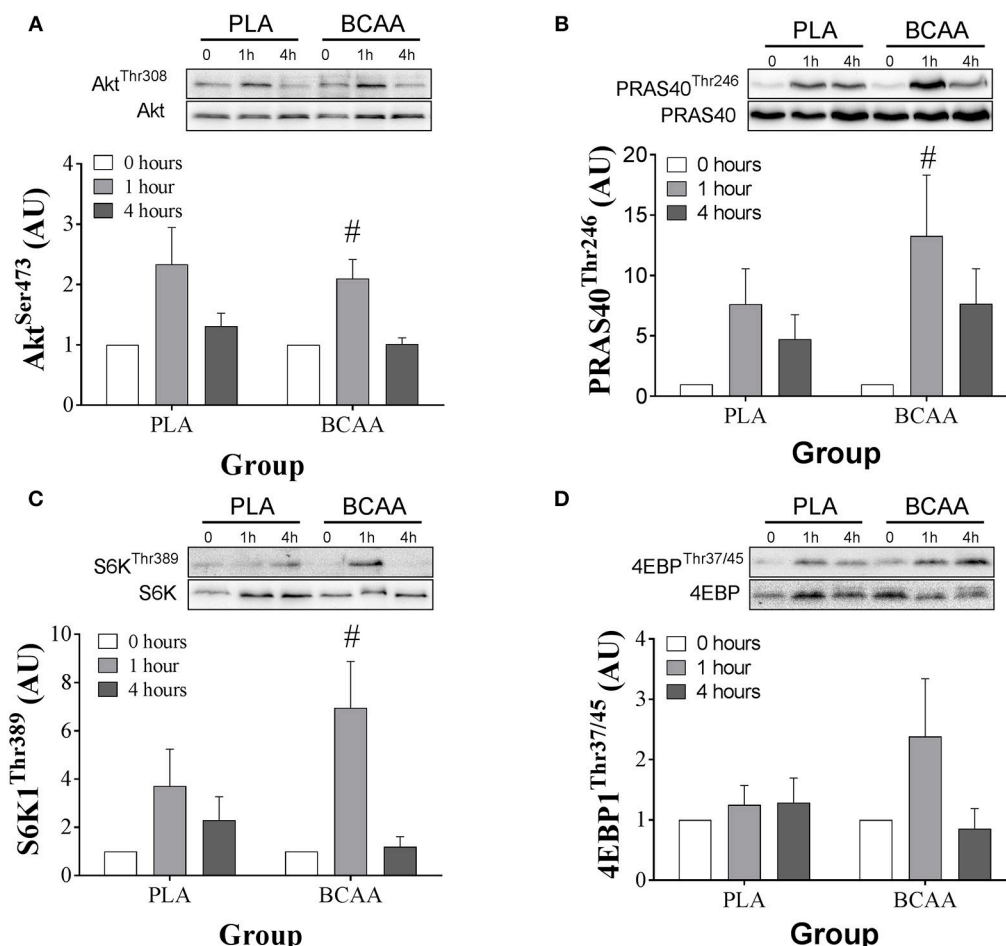 A
PLA BCAA
0 1h 4h 0 1h 4h
Akt^Thr308
Akt
0 hours
1 hour
4 hours
#
Akt^Ser473 (AU)
4
3
2
1
0
PLA BCAA
Group
B
PLA BCAA
0 1h 4h 0 1h 4h
PRAS40^Thr246
PRAS40
0 hours
1 hour
4 hours
#
PRAS40^Thr246 (AU)
20
15
10
5
0
PLA BCAA
Group
C
PLA BCAA
0 1h 4h 0 1h 4h
S6K^Thr389
S6K
0 hours
1 hour
4 hours
#
S6K1^Thr389 (AU)
10
8
6
4
2
0
PLA BCAA
Group
D
PLA BCAA
0 1h 4h 0 1h 4h
4EBP^Thr37/45
4EBP
0 hours
1 hour
4 hours
4EBP1^Thr37/45 (AU)
4
3
2
1
0
PLA BCAA
Group